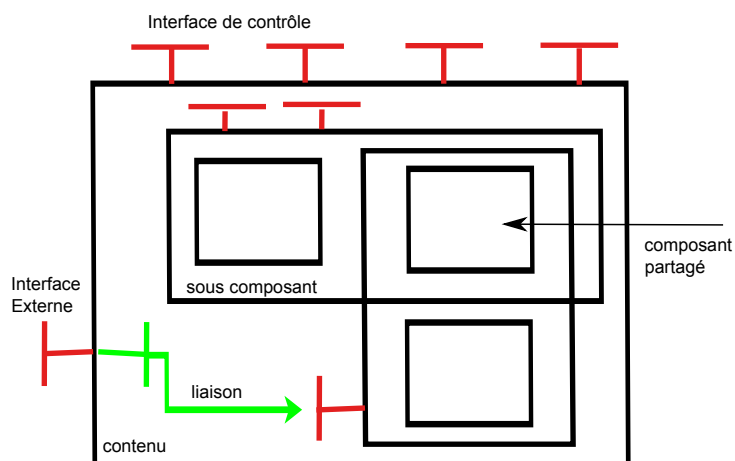 Interface de contrôle
composant
partagé
Interface
Externe
sous composant
liaison
contenu